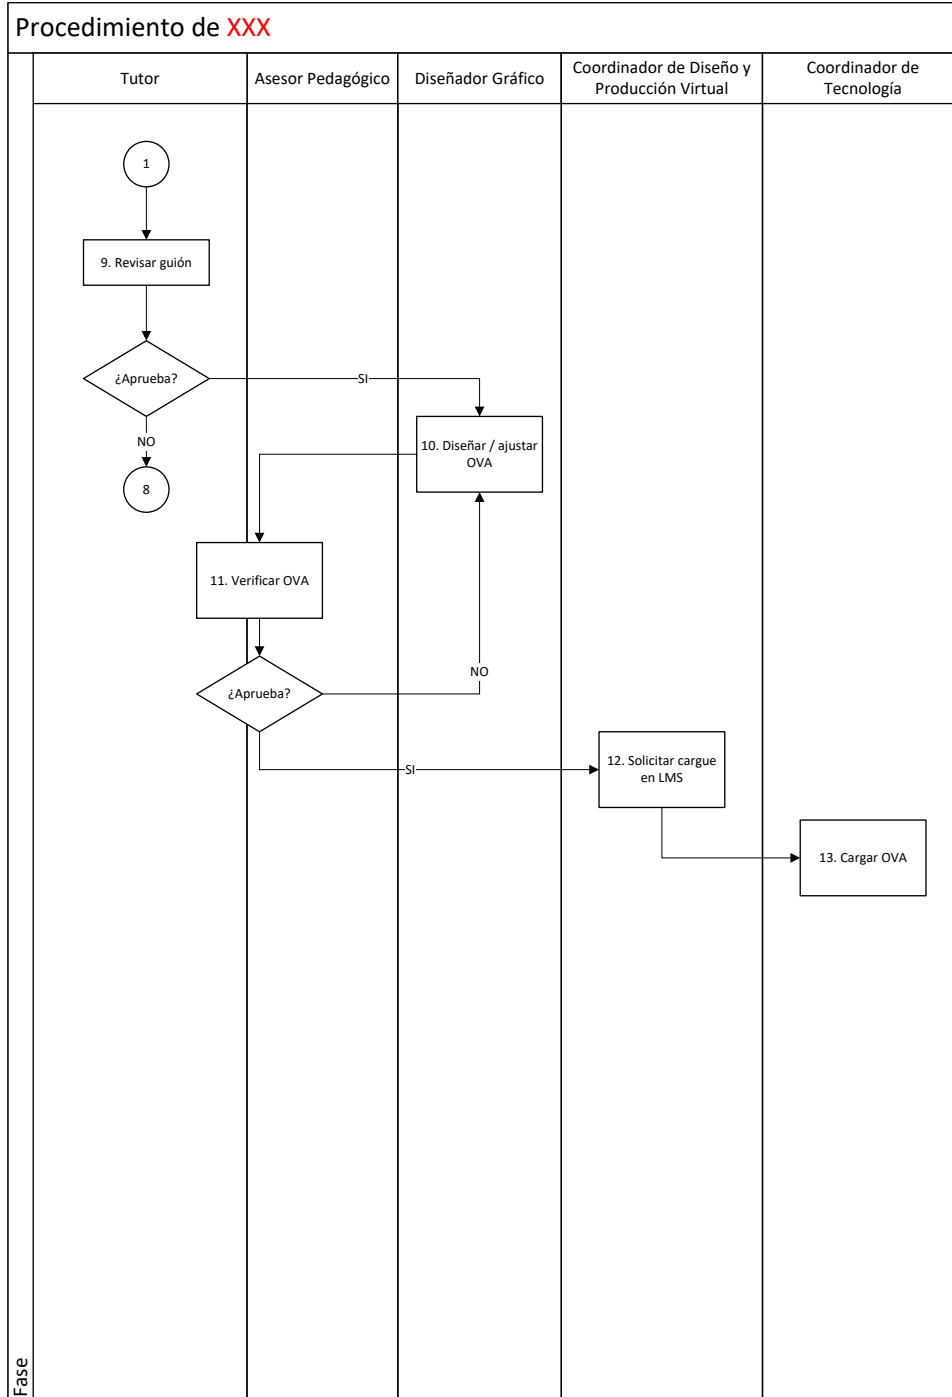 Procedimiento de XXX
Tutor
Asesor Pedagógico
Diseñador Gráfico
Coordinador de Diseño y
Producción Virtual
Coordinador de
Tecnología
1
9. Revisar guión
¿Aprueba?
SI
NO
10. Diseñar / ajustar
OVA
8
11. Verificar OVA
¿Aprueba?
NO
SI
12. Solicitar cargue
en LMS
13. Cargar OVA
Fase